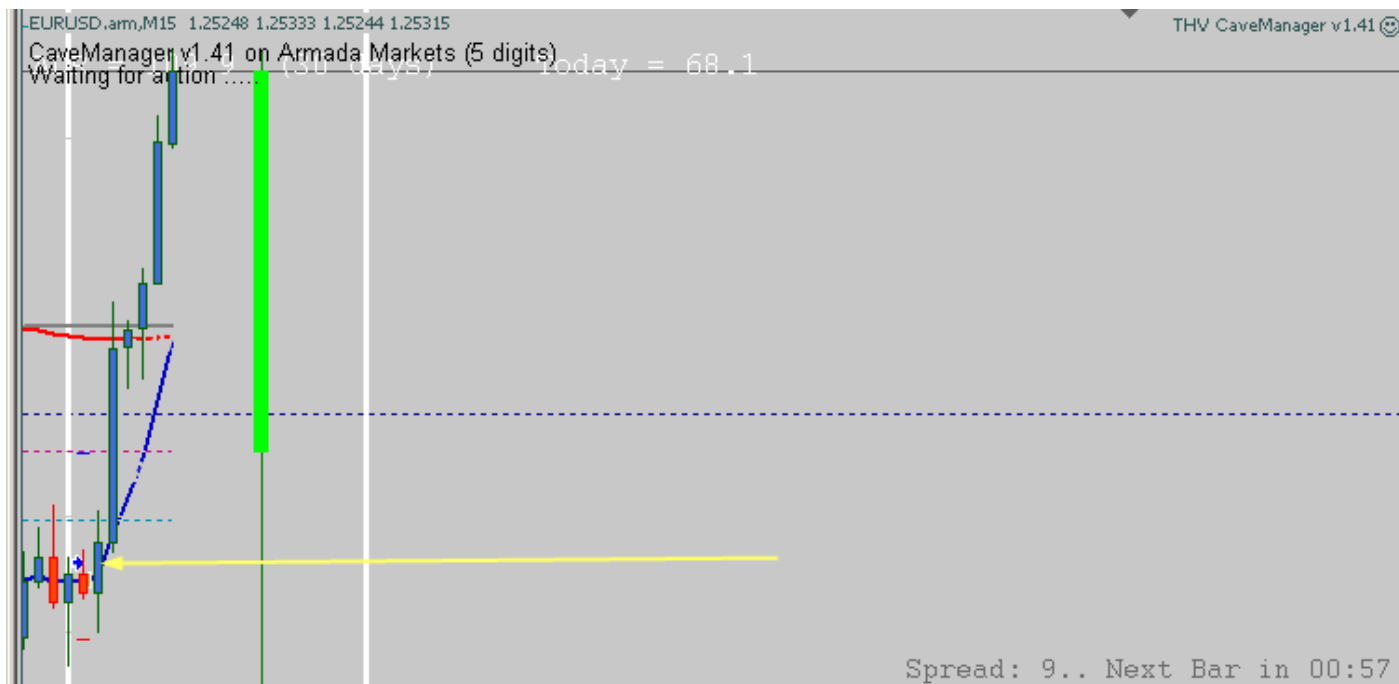 EURUSD.arm,M15 1.25248 1.25333 1.25244 1.25315
THV CaveManager v1.41
CaveManager v1.41 on Armada Markets (5 digits)
(30 days) Today = 68.1
Waiting for action .....
Spread: 9.. Next Bar in 00:57